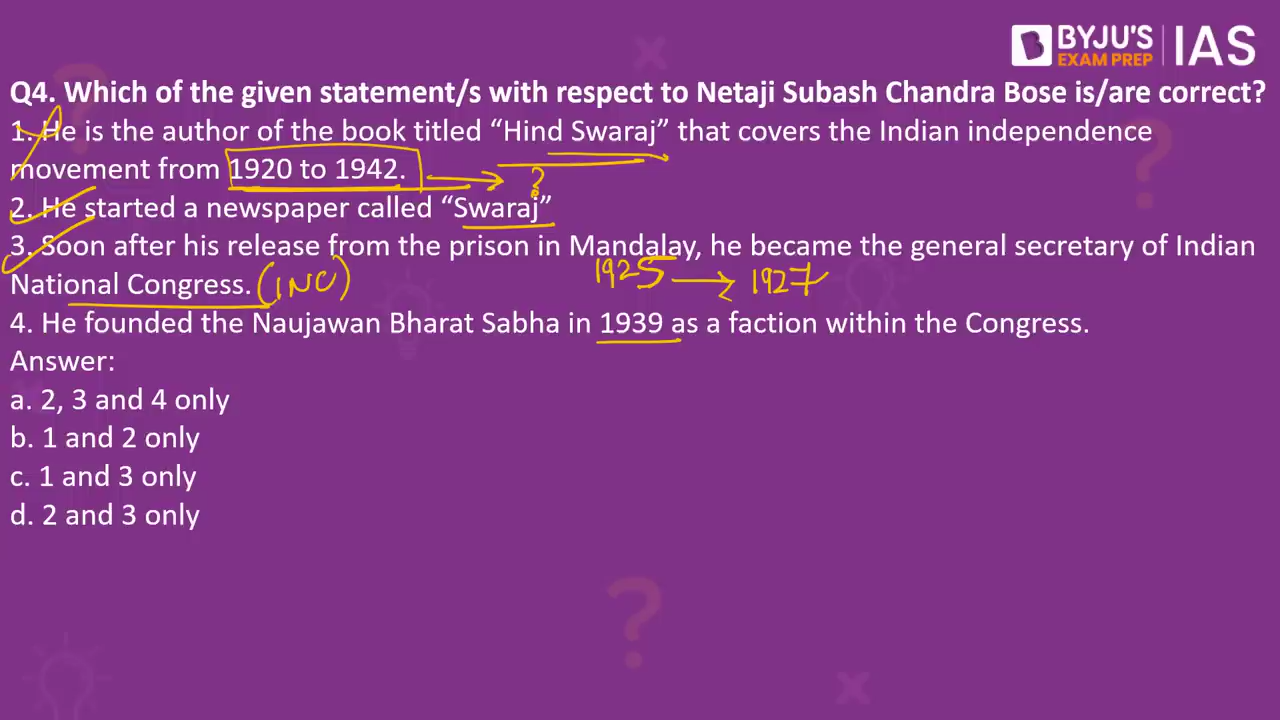 BYJU'S
EXAM PREP
IAS
Q4. Which of the given statement/s with respect to Netaji Subash Chandra Bose is/are correct?
1. He is the author of the book titled “Hind Swaraj” that covers the Indian independence
movement from 1920 to 1942.
?
2. He started a newspaper called “Swaraj”
3. Soon after his release from the prison in Mandalay, he became the general secretary of Indian
National Congress. (INC) 1925 → 1927
4. He founded the Naujawan Bharat Sabha in 1939 as a faction within the Congress.
Answer:
a. 2, 3 and 4 only
b. 1 and 2 only
c. 1 and 3 only
d. 2 and 3 only